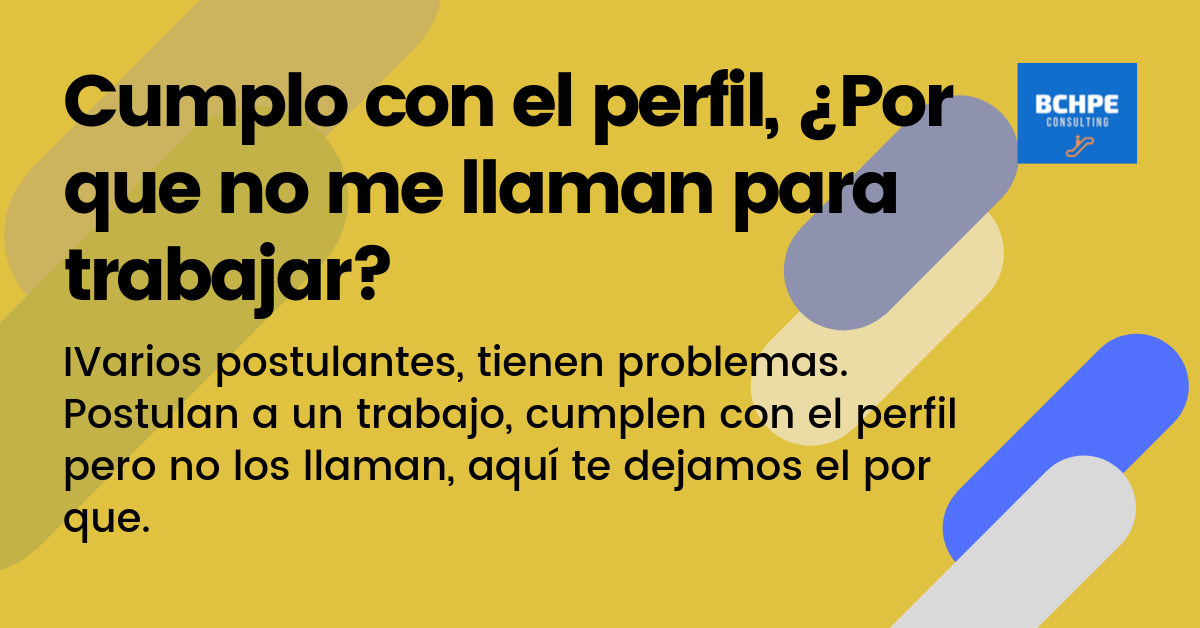 Cumplo con el perfil, ¿Por
que no me llaman para
trabajar?
BCHPE
CONSULTING
IVarios postulantes, tienen problemas.
Postulan a un trabajo, cumplen con el perfil
pero no los llaman, aquí te dejamos el por
que.